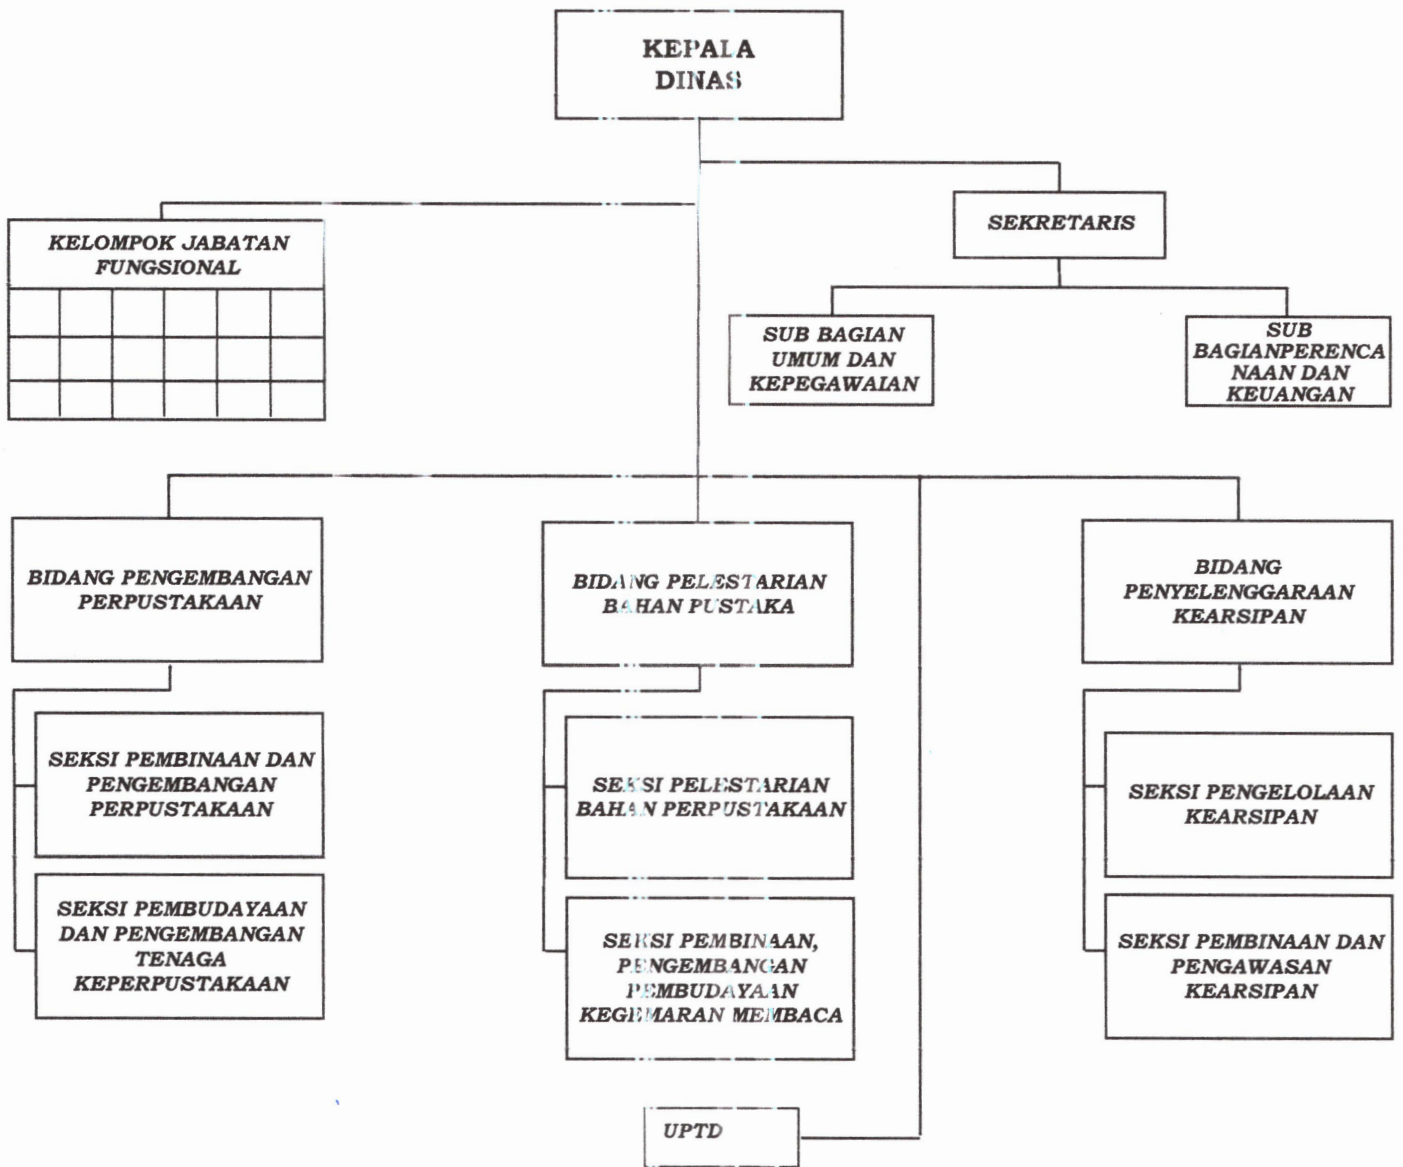 KEPALA
DINAS
SEKRETARIS
KELOMPOK JABATAN
FUNGSIONAL
SUB BAGIAN
UMUM DAN
KEPEGAWAIAN
SUB
BAGIANPERENCA
NAAN DAN
KEUANGAN
BIDANG PENGEMBANGAN
PERPUSTAKAAN
BIDANG PELESTARIAN
BAHAN PUSTAKA
BIDANG
PENYELENGGARAAN
KEARSIPAN
SEKSI PEMBINAAN DAN
PENGEMBANGAN
PERPUSTAKAAN
SEKSI PELESTARIAN
BAHAN PERPUSTAKAAN
SEKSI PENGELOLAAN
KEARSIPAN
SEKSI PEMBUDAYAAN
DAN PENGEMBANGAN
TENAGA
KEPERPUSTAKAAN
SEKSI PEMBINAAN,
PENGEMBANGAN
PEMBUDAYAAN
KEGEMARAN MEMBACA
SEKSI PEMBINAAN DAN
PENGAWASAN
KEARSIPAN
UPTD